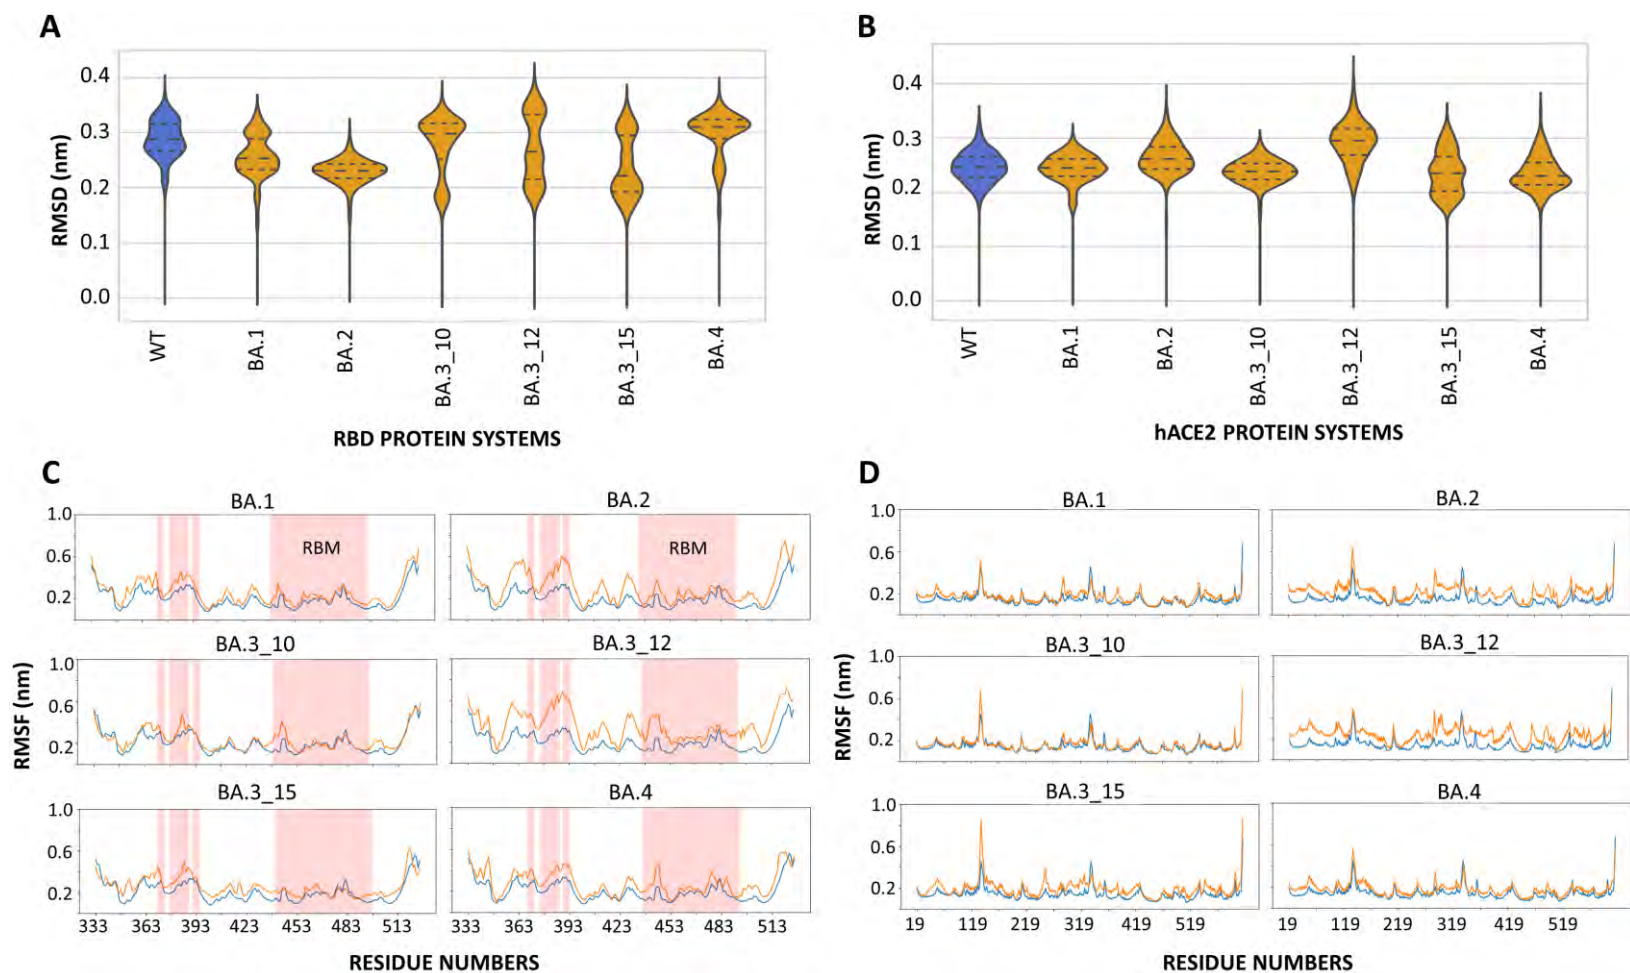 A
RMSD (nm)
0.4
0.3
0.2
0.1
0.0
WT
BA.1
BA.2
BA.3_10
BA.3_12
BA.3_15
BA.4
RBD PROTEIN SYSTEMS
B
RMSD (nm)
0.4
0.3
0.2
0.1
0.0
WT
BA.1
BA.2
BA.3_10
BA.3_12
BA.3_15
BA.4
hACE2 PROTEIN SYSTEMS
C
RMSF (nm)
BA.1
BA.2
1.0
0.6
0.2
RBM
RBM
BA.3_10
BA.3_12
1.0
0.6
0.2
BA.3_15
BA.4
1.0
0.6
0.2
333 363 393 423 453 483 513
363 393 423 453 483 513
RESIDUE NUMBERS
D
RMSF (nm)
BA.1
BA.2
1.0
0.6
0.2
BA.3_10
BA.3_12
1.0
0.6
0.2
BA.3_15
BA.4
1.0
0.6
0.2
19 119 219 319 419 519
19 119 219 319 419 519
RESIDUE NUMBERS